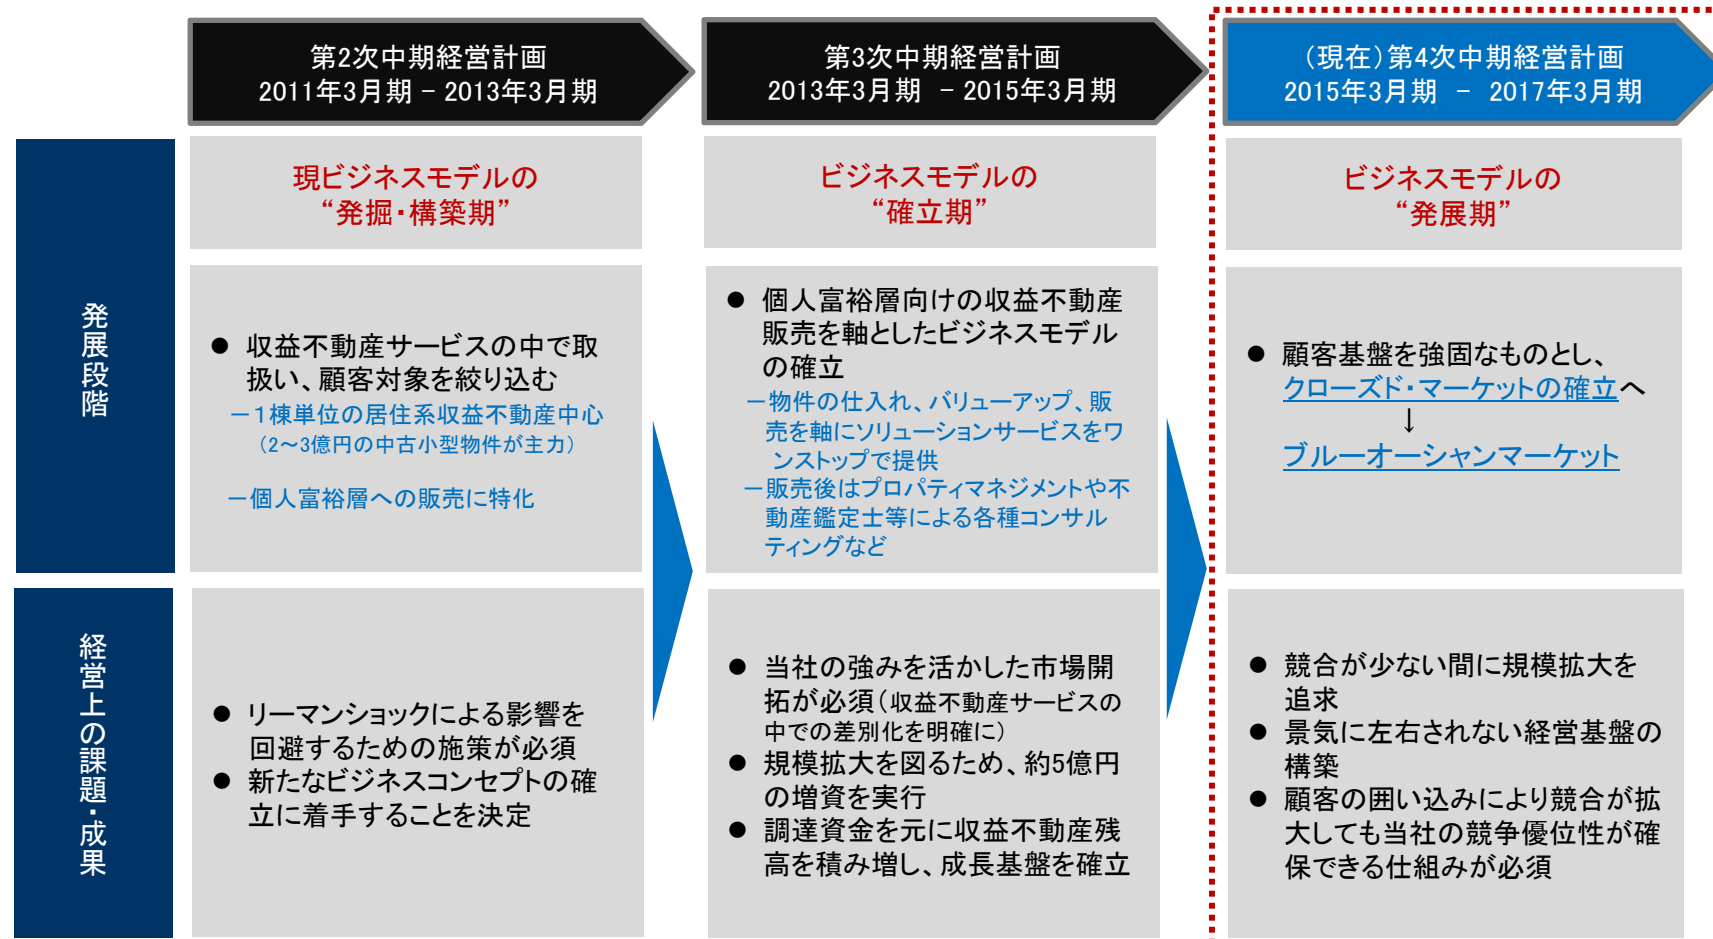 第2次中期経営計画
2011年3月期 － 2013年3月期
第3次中期経営計画
2013年3月期 － 2015年3月期
（現在）第4次中期経営計画
2015年3月期 － 2017年3月期
発展段階
現ビジネスモデルの
“発掘・構築期”
ビジネスモデルの
“確立期”
ビジネスモデルの
“発展期”
● 収益不動産サービスの中で取
扱い、顧客対象を絞り込む
－１棟単位の居住系収益不動産中心
（2～3億円の中古小型物件が主力）
－個人富裕層への販売に特化
● 個人富裕層向けの収益不動産
販売を軸としたビジネスモデル
の確立
－物件の仕入れ、バリューアップ、販
売を軸にソリューションサービスをワ
ンストップで提供
－販売後はプロパティマネジメントや不
動産鑑定士等による各種コンサル
ティングなど
● 顧客基盤を強固なものとし、
クローズド・マーケットの確立へ
↓
ブルーオーシャンマーケット
経営上の課題・成果
● リーマンショックによる影響を
回避するための施策が必須
● 新たなビジネスコンセプトの確
立に着手することを決定
● 当社の強みを活かした市場開
拓が必須（収益不動産サービスの
中での差別化を明確に）
● 規模拡大を図るため、約5億円
の増資を実行
● 調達資金を元に収益不動産残
高を積み増し、成長基盤を確立
● 競合が少ない間に規模拡大を
追求
● 景気に左右されない経営基盤の
構築
● 顧客の囲い込みにより競合が拡
大しても当社の競争優位性が確
保できる仕組みが必須